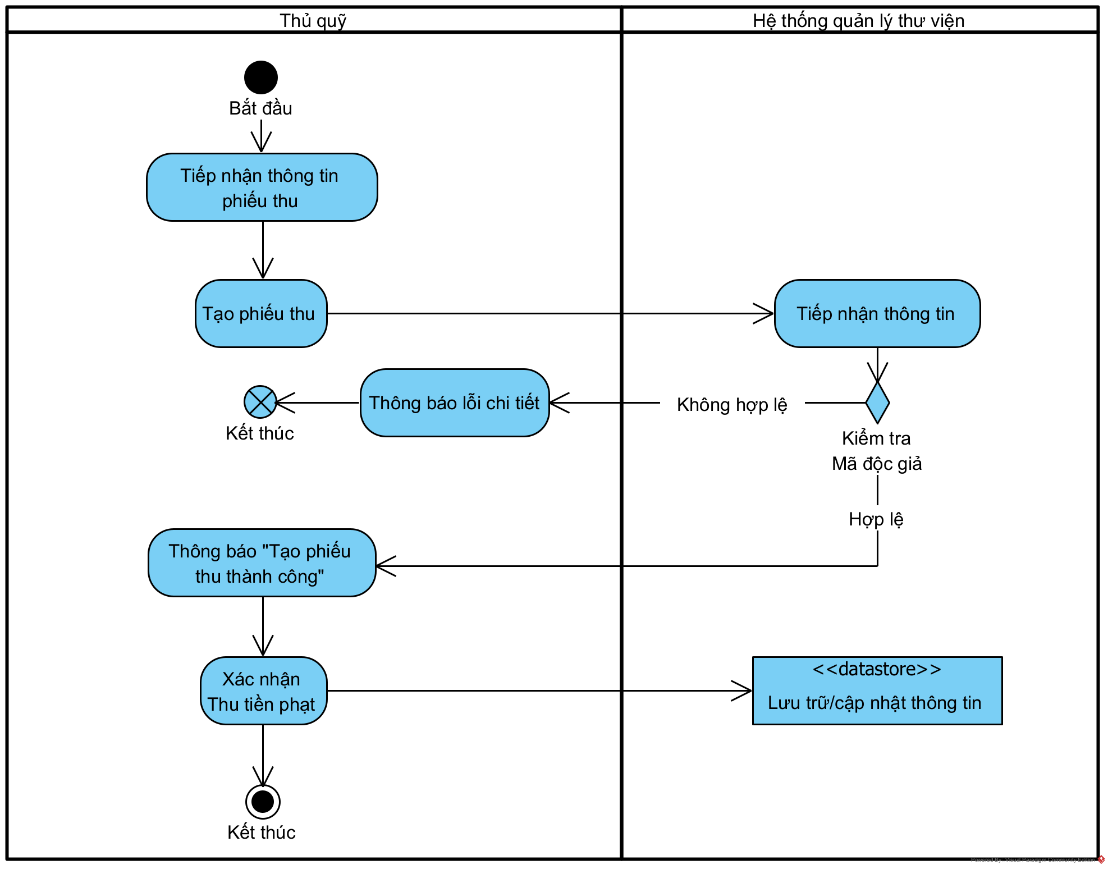 Thủ quỹ
Hệ thống quản lý thư viện
Bắt đầu
Tiếp nhận thông tin
phiếu thu
Tạo phiếu thu
Tiếp nhận thông tin
Thông báo lỗi chi tiết
Không hợp lệ
Kết thúc
Kiểm tra
Mã độc giả
Hợp lệ
Thông báo "Tạo phiếu
thu thành công"
Xác nhận
Thu tiền phạt
<<datastore>>
Lưu trữ/cập nhật thông tin
Kết thúc